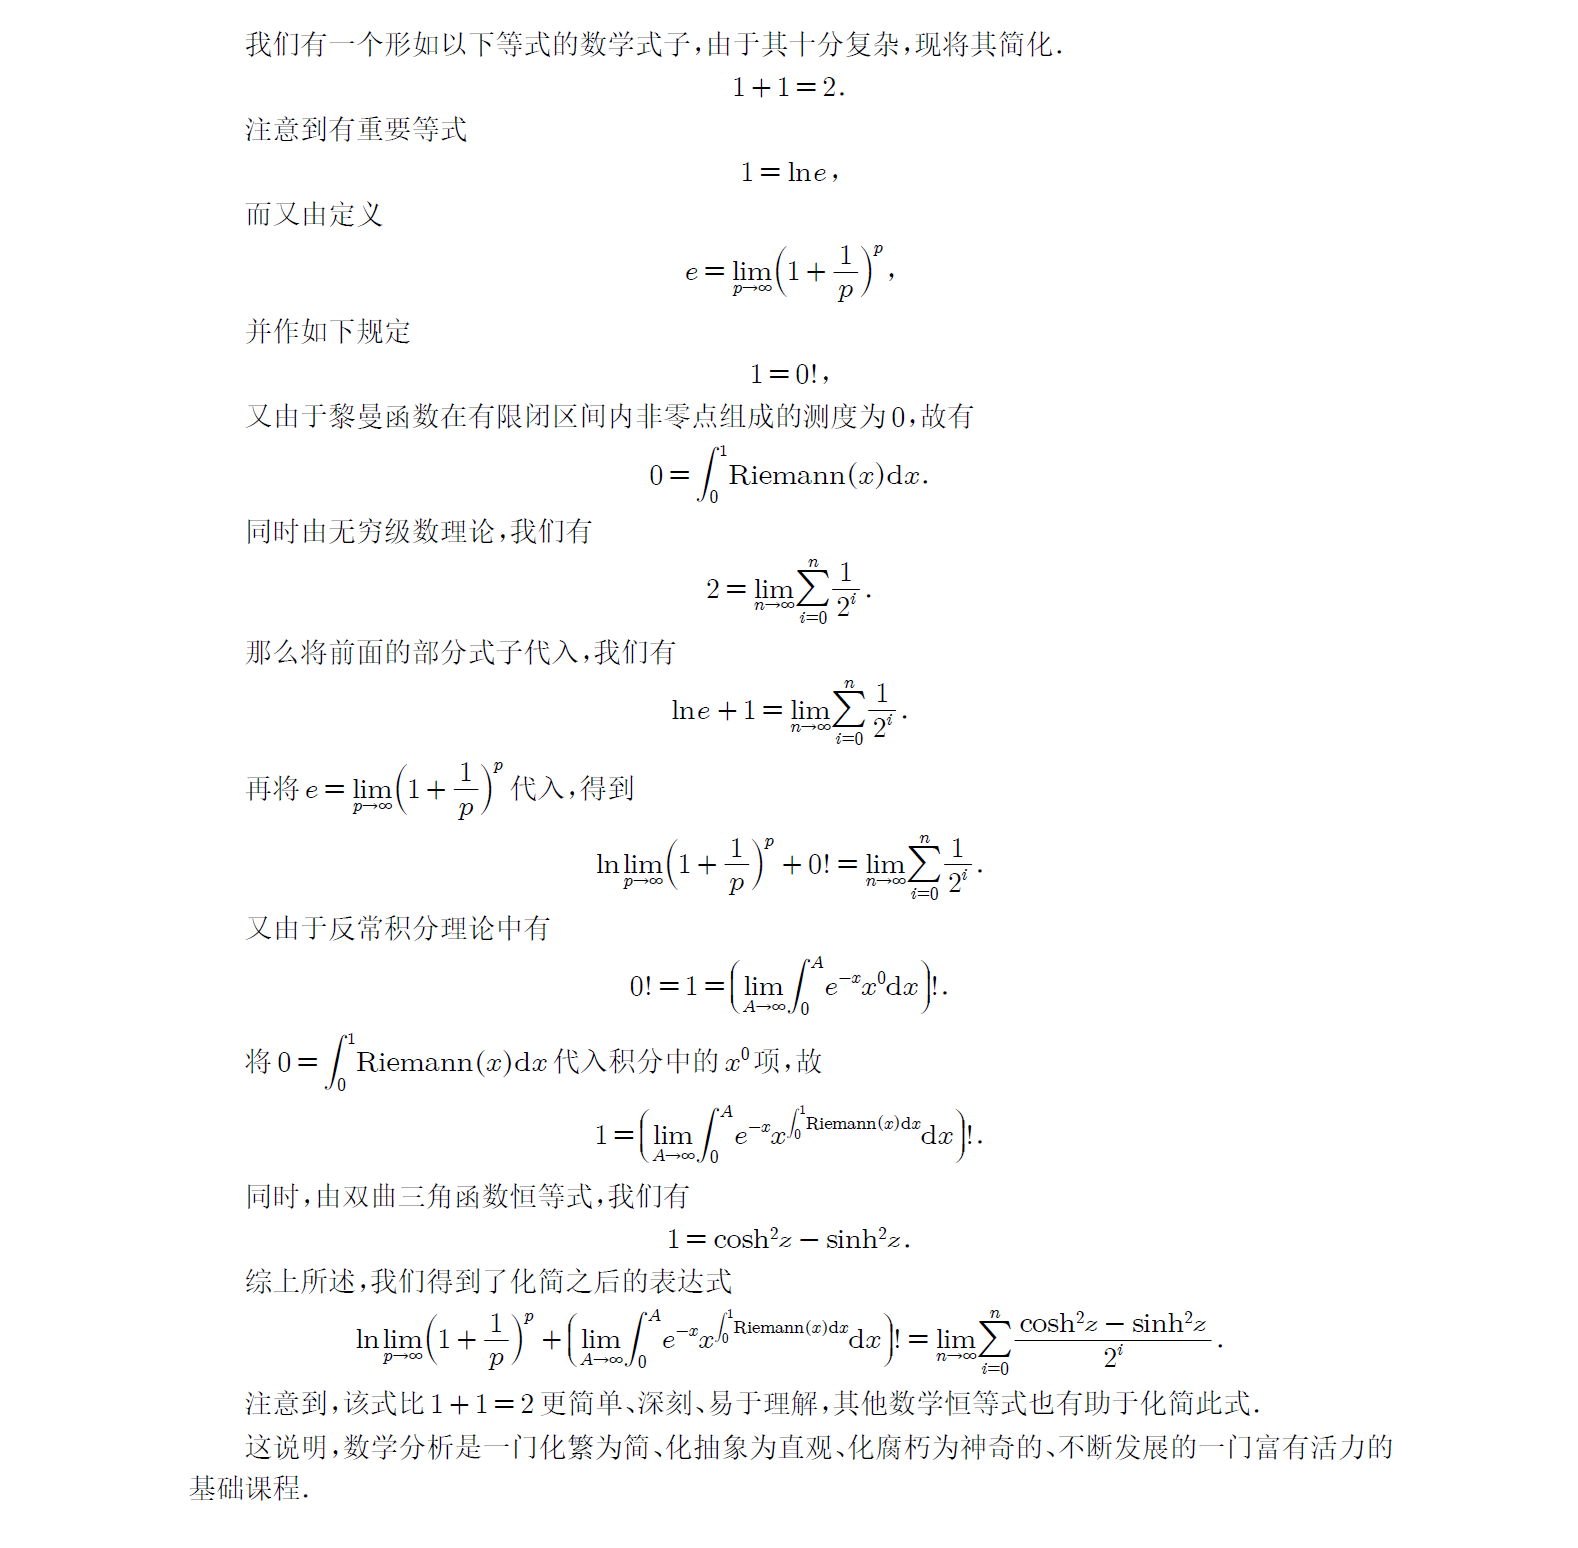 我们有一个形如以下等式的数学式子,由于其十分复杂,现将其简化.
$1+1=2.$
注意到有重要等式
$1=\ln e,$
而又由定义
$e=\lim_{p\to\infty}\left(1+\frac{1}{p}\right)^p,$
并作如下规定
$1=0!,$
又由于黎曼函数在有限闭区间内非零点组成的测度为0,故有
$0=\int_0^1 \mathrm{Riemann}(x)\mathrm{d}x.$
同时由无穷级数理论,我们有
$2=\lim_{n\to\infty}\sum_{i=0}^{n}\frac{1}{2^i}.$
那么将前面的部分式子代入,我们有
$\ln e+1=\lim_{n\to\infty}\sum_{i=0}^{n}\frac{1}{2^i}.$
再将 $e=\lim_{p\to\infty}\left(1+\frac{1}{p}\right)^p$ 代入,得到
$\ln\lim_{p\to\infty}\left(1+\frac{1}{p}\right)^p+0!=\lim_{n\to\infty}\sum_{i=0}^{n}\frac{1}{2^i}.$
又由于反常积分理论中有
$0!=1=\left(\lim_{A\to\infty}\int_0^A e^{-x}x^0\mathrm{d}x\right)!.$
将 $0=\int_0^1 \mathrm{Riemann}(x)\mathrm{d}x$ 代入积分中的 $x^0$ 项,故
$1=\left(\lim_{A\to\infty}\int_0^A e^{-x}x^{\int_0^1 \mathrm{Riemann}(x)\mathrm{d}x}\mathrm{d}x\right)!.$
同时,由双曲三角函数恒等式,我们有
$1=\cosh^2 z-\sinh^2 z.$
综上所述,我们得到了化简之后的表达式
$\ln\lim_{p\to\infty}\left(1+\frac{1}{p}\right)^p+\left(\lim_{A\to\infty}\int_0^A e^{-x}x^{\int_0^1 \mathrm{Riemann}(x)\mathrm{d}x}\mathrm{d}x\right)!=\lim_{n\to\infty}\sum_{i=0}^{n}\frac{\cosh^2 z-\sinh^2 z}{2^i}.$
注意到,该式比1+1=2更简单、深刻、易于理解,其他数学恒等式也有助于化简此式.
这说明,数学分析是一门化繁为简、化抽象为直观、化腐朽为神奇的、不断发展的一门富有活力的
基础课程.